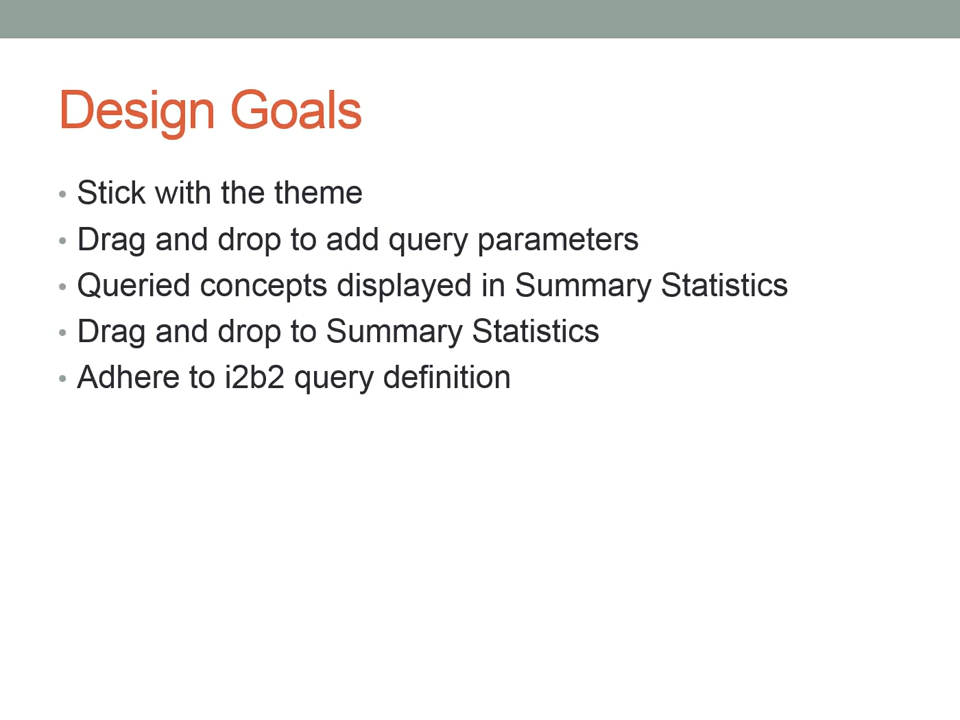 Design Goals
• Stick with the theme
• Drag and drop to add query parameters
• Queried concepts displayed in Summary Statistics
• Drag and drop to Summary Statistics
• Adhere to i2b2 query definition